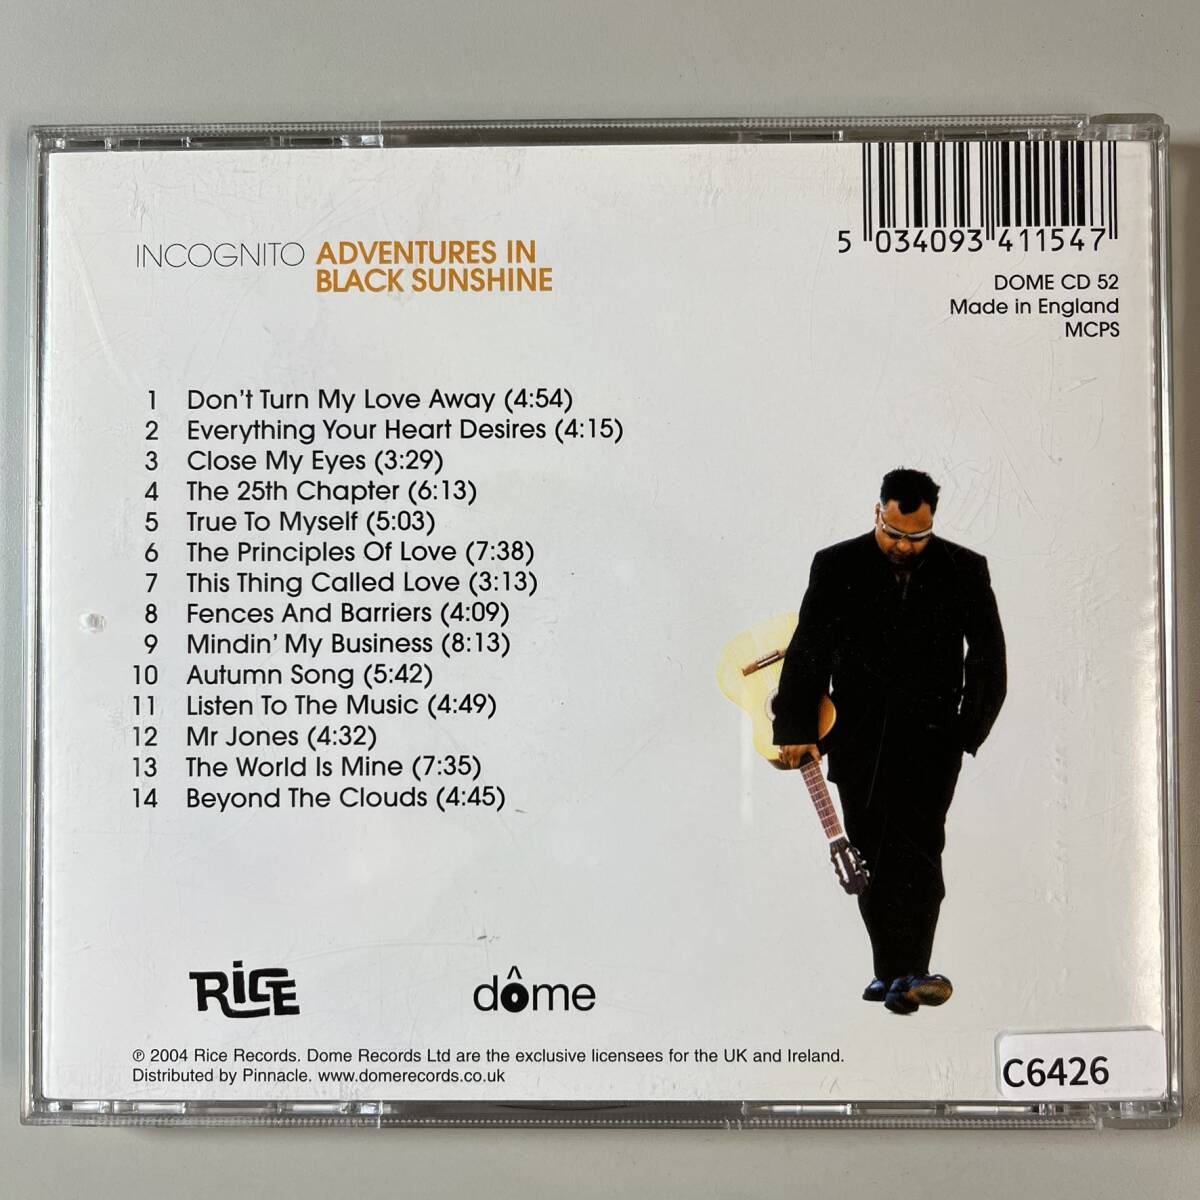 INCOGNITO ADVENTURES IN
BLACK SUNSHINE
5 034093 411547
DOME CD 52
Made in England
MCPS
1 Don't Turn My Love Away (4:54)
2 Everything Your Heart Desires (4:15)
3 Close My Eyes (3:29)
4 The 25th Chapter (6:13)
5 True To Myself (5:03)
6 The Principles Of Love (7:38)
7 This Thing Called Love (3:13)
8 Fences And Barriers (4:09)
9 Mindin' My Business (8:13)
10 Autumn Song (5:42)
11 Listen To The Music (4:49)
12 Mr Jones (4:32)
13 The World Is Mine (7:35)
14 Beyond The Clouds (4:45)
RiCE
dôme
℗ 2004 Rice Records. Dome Records Ltd are the exclusive licensees for the UK and Ireland.
Distributed by Pinnacle. www.domerecords.co.uk
C6426